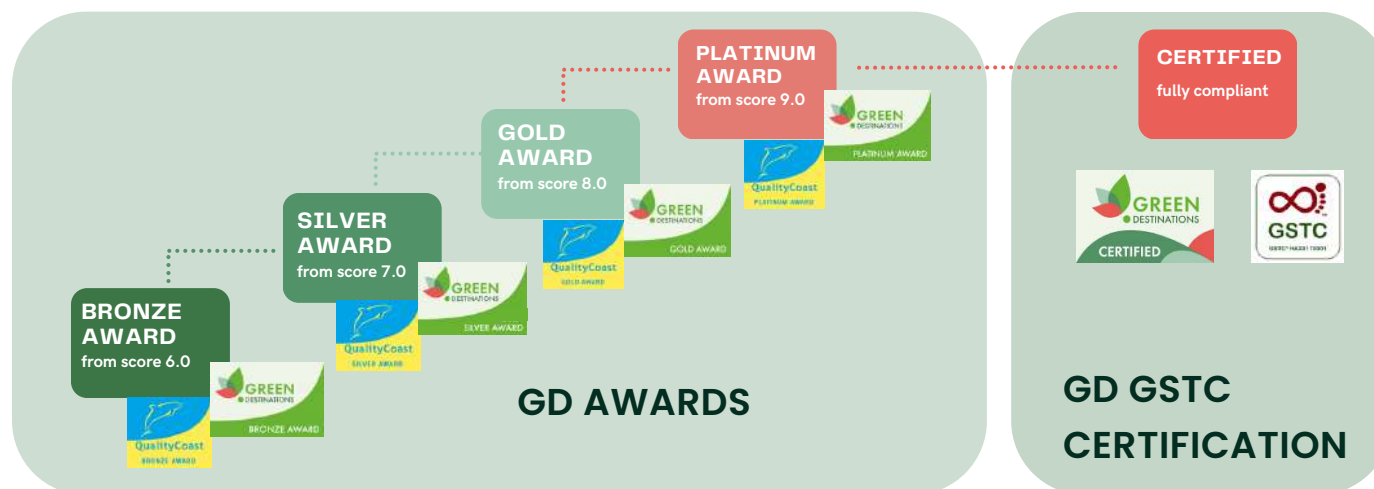 PLATINUM
AWARD
from score 9.0
CERTIFIED
fully compliant
GREEN
DESTINATIONS
PLATINUM AWARD
QualityCoast
PLATINUM AWARD
GOLD
AWARD
from score 8.0
GREEN
DESTINATIONS
GOLD AWARD
QualityCoast
GOLD AWARD
GREEN
DESTINATIONS
CERTIFIED
GSTC
SILVER
AWARD
from score 7.0
GREEN
DESTINATIONS
SILVER AWARD
QualityCoast
SILVER AWARD
BRONZE
AWARD
from score 6.0
GREEN
DESTINATIONS
BRONZE AWARD
QualityCoast
BRONZE AWARD
GD AWARDS
GD GSTC
CERTIFICATION